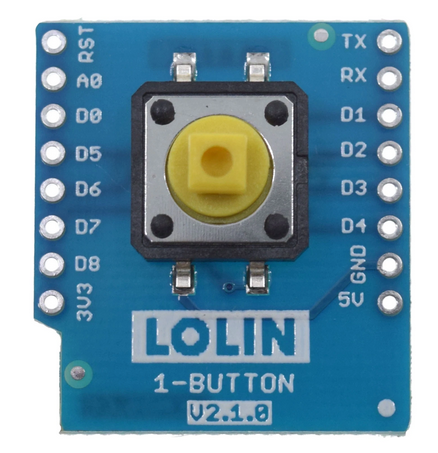 RST
A0
D0
D5
D6
D7
D8
3V3
TX
RX
D1
D2
D3
D4
GND
5V
LOLIN
1-BUTTON
V2.1.0